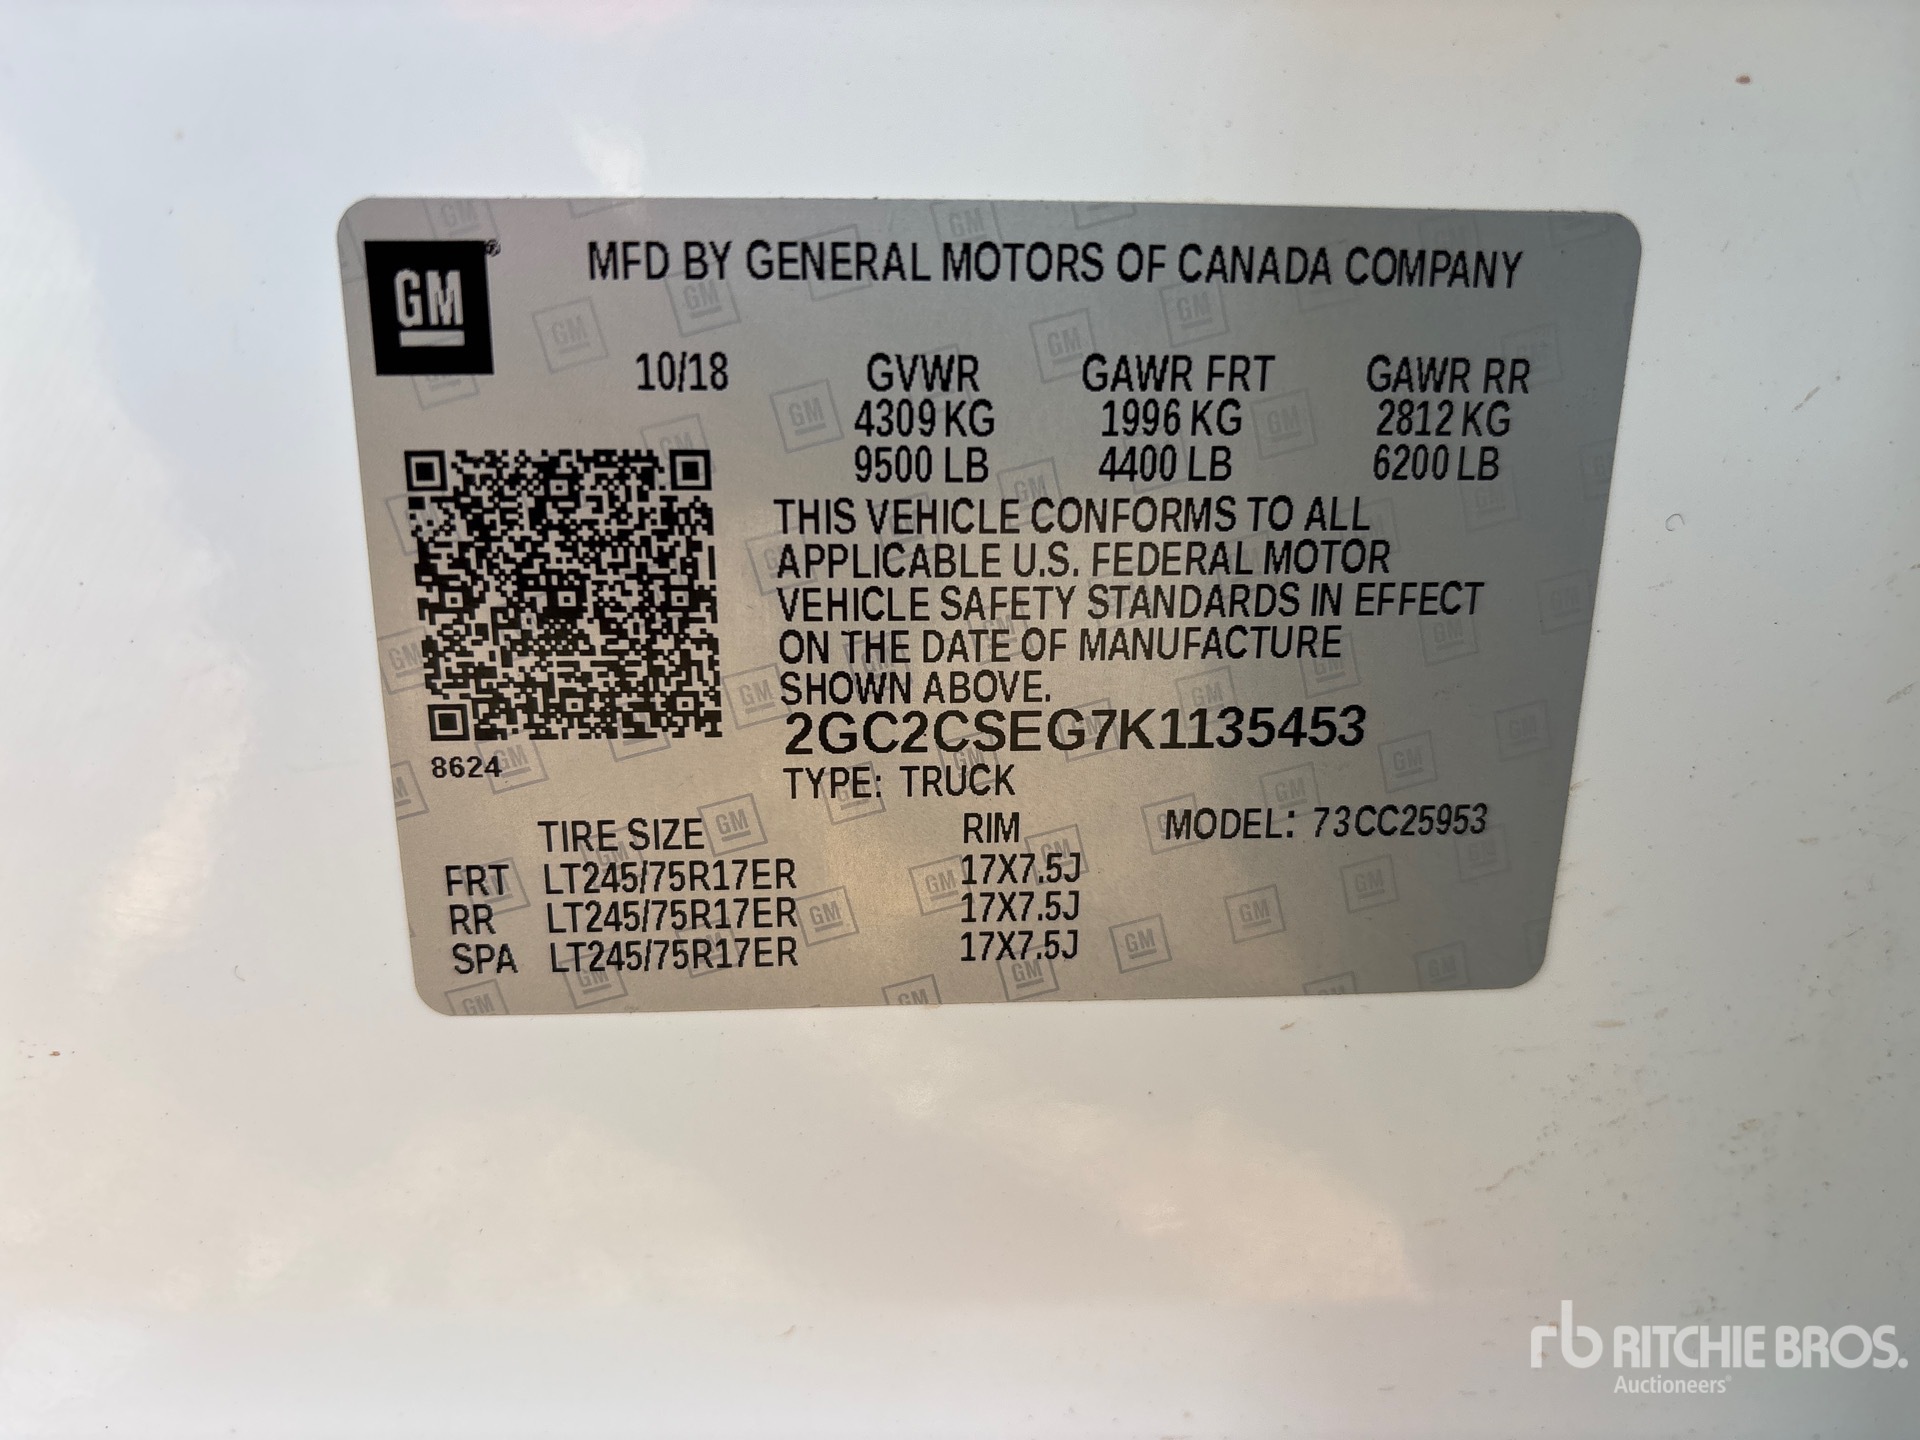 GM®
MFD BY GENERAL MOTORS OF CANADA COMPANY
10/18 GVWR GAWR FRT GAWR RR
4309 KG 1996 KG 2812 KG
9500 LB 4400 LB 6200 LB
THIS VEHICLE CONFORMS TO ALL
APPLICABLE U.S. FEDERAL MOTOR
VEHICLE SAFETY STANDARDS IN EFFECT
ON THE DATE OF MANUFACTURE
SHOWN ABOVE.
2GC2CSEG7K1135453
8624
TYPE: TRUCK
TIRE SIZE RIM MODEL: 73CC25953
FRT LT245/75R17ER 17X7.5J
RR LT245/75R17ER 17X7.5J
SPA LT245/75R17ER 17X7.5J
rb RITCHIE BROS.
Auctioneers